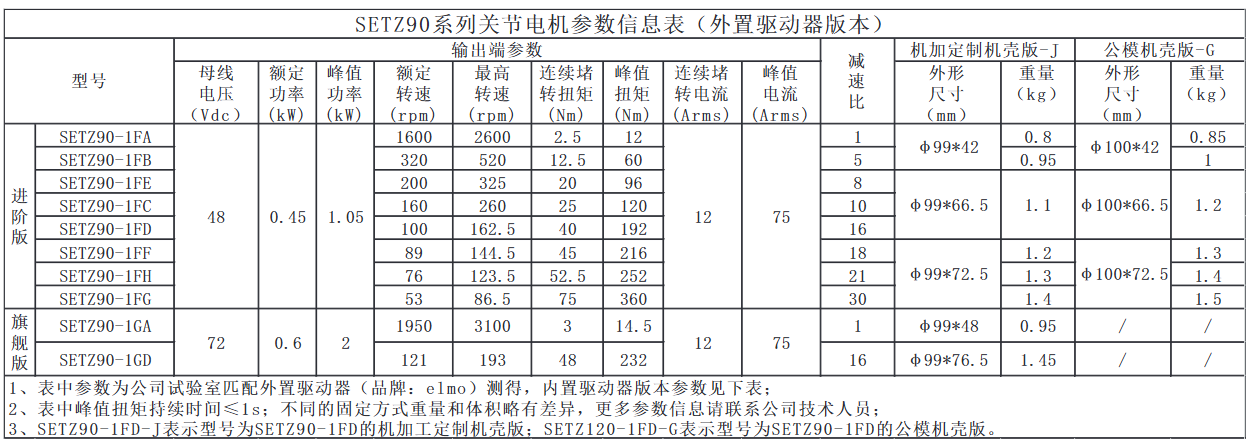 SETZ90系列关节电机参数信息表（外置驱动器版本）
型号 输出端参数 减速比 机加定制机壳版-J 公模机壳版-G
母线电压（Vdc） 额定功率(kW) 峰值功率(kW) 额定转速(rpm) 最高转速(rpm) 连续堵转扭矩(Nm) 峰值扭矩(Nm) 连续堵转电流(Arms) 峰值电流(Arms) 外形尺寸（mm） 重量（kg） 外形尺寸（mm） 重量（kg）
进阶版 48 0.45 1.05 12 75
SETZ90-1FA 1600 2600 2.5 12 1 φ99*42 0.8 φ100*42 0.85
SETZ90-1FB 320 520 12.5 60 5 0.95 1
SETZ90-1FE 200 325 20 96 8
SETZ90-1FC 160 260 25 120 10 φ99*66.5 1.1 φ100*66.5 1.2
SETZ90-1FD 100 162.5 40 192 16
SETZ90-1FF 89 144.5 45 216 18 1.2 1.3
SETZ90-1FH 76 123.5 52.5 252 21 φ99*72.5 1.3 φ100*72.5 1.4
SETZ90-1FG 53 86.5 75 360 30 1.4 1.5
旗舰版 72 0.6 2 12 75
SETZ90-1GA 1950 3100 3 14.5 1 φ99*48 0.95 / /
SETZ90-1GD 121 193 48 232 16 φ99*76.5 1.45 / /
1、表中参数为公司试验室匹配外置驱动器（品牌：elmo）测得，内置驱动器版本参数见下表；
2、表中峰值扭矩持续时间≤1s；不同的固定方式重量和体积略有差异，更多参数信息请联系公司技术人员；
3、SETZ90-1FD-J表示型号为SETZ90-1FD的机加工定制机壳版；SETZ120-1FD-G表示型号为SETZ90-1FD的公模机壳版。